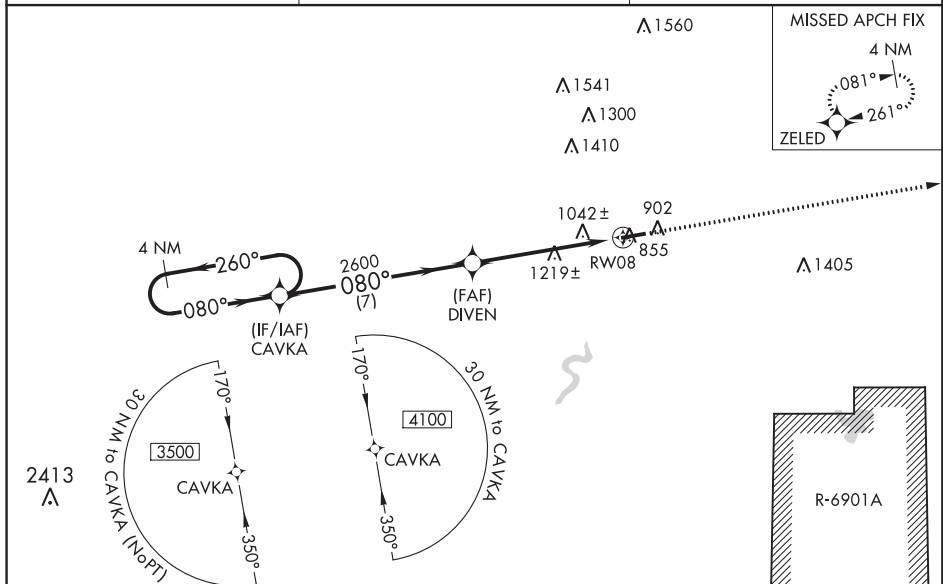 MISSED APCH FIX
4 NM
081°
261°
ZELED
1560
1541
1300
1410
1042±
902
1219±
RW08
855
1405
4 NM
260°
080°
2600
080°
(7)
(FAF)
DIVEN
(IF/IAF)
CAVKA
30 NM to CAVKA (NoPT)
170°
3500
CAVKA
350°
170°
30 NM to CAVKA
4100
CAVKA
350°
2413
R-6901A